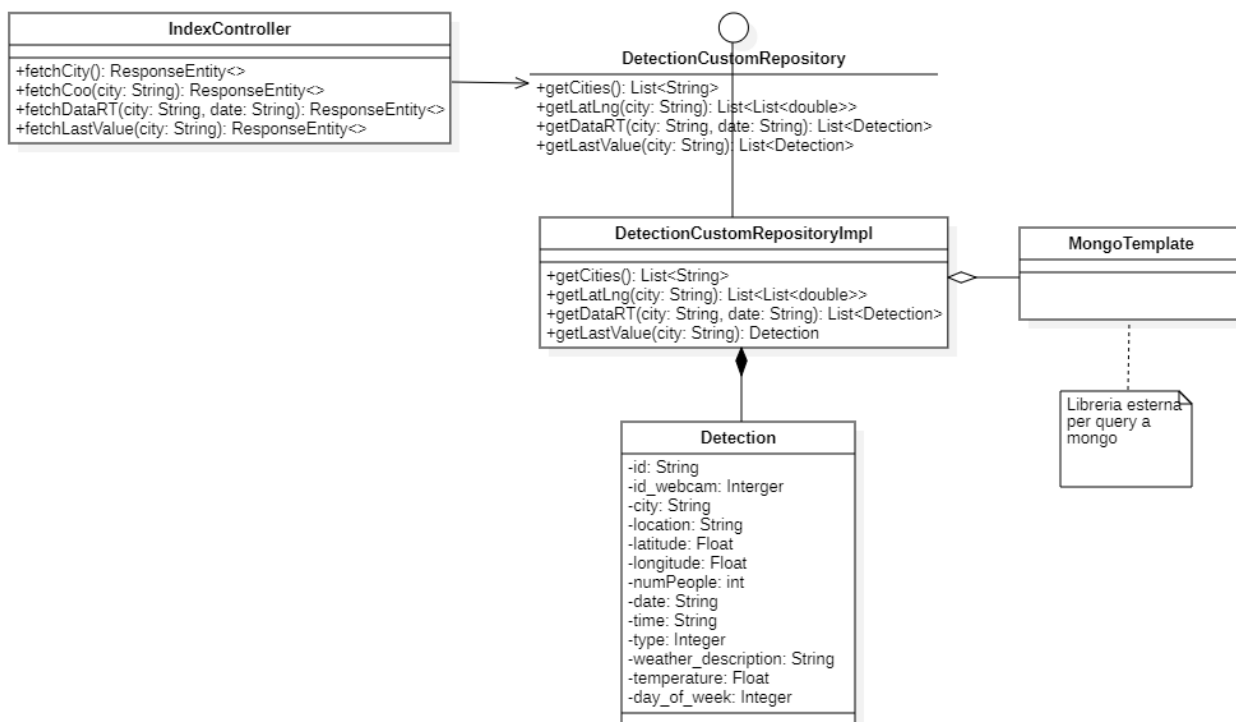 IndexController
+fetchCity(): ResponseEntity<>
+fetchCoo(city: String): ResponseEntity<>
+fetchDataRT(city: String, date: String): ResponseEntity<>
+fetchLastValue(city: String): ResponseEntity<>
DetectionCustomRepository
+getCities(): List<String>
+getLatLng(city: String): List<List<double>>
+getDataRT(city: String, date: String): List<Detection>
+getLastValue(city: String): List<Detection>
DetectionCustomRepositoryImpl
+getCities(): List<String>
+getLatLng(city: String): List<List<double>>
+getDataRT(city: String, date: String): List<Detection>
+getLastValue(city: String): Detection
MongoTemplate
Libreria esterna
per query a
mongo
Detection
-id: String
-id_webcam: Interger
-city: String
-location: String
-latitude: Float
-longitude: Float
-numPeople: int
-date: String
-time: String
-type: Integer
-weather_description: String
-temperature: Float
-day_of_week: Integer